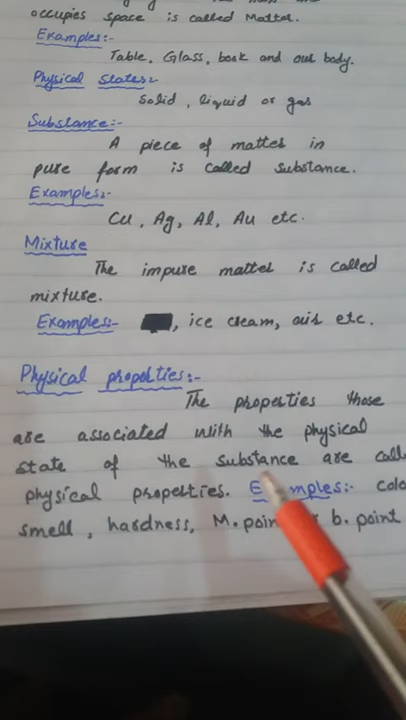 occupies space is called Matter.
Examples:-
Table, Glass, book and our body.
Physical states:-
Solid, liquid or gas
Substance:-
A piece of matter in
pure form is called substance.
Examples:-
Cu, Ag, Al, Au etc.
Mixture
The impure matter is called
mixture.
Examples:- , ice cream, air etc.
Physical properties:-
The properties those
are associated with the physical
state of the substance are call
physical properties. Examples:- colo
smell, hardness, M. poin b. point